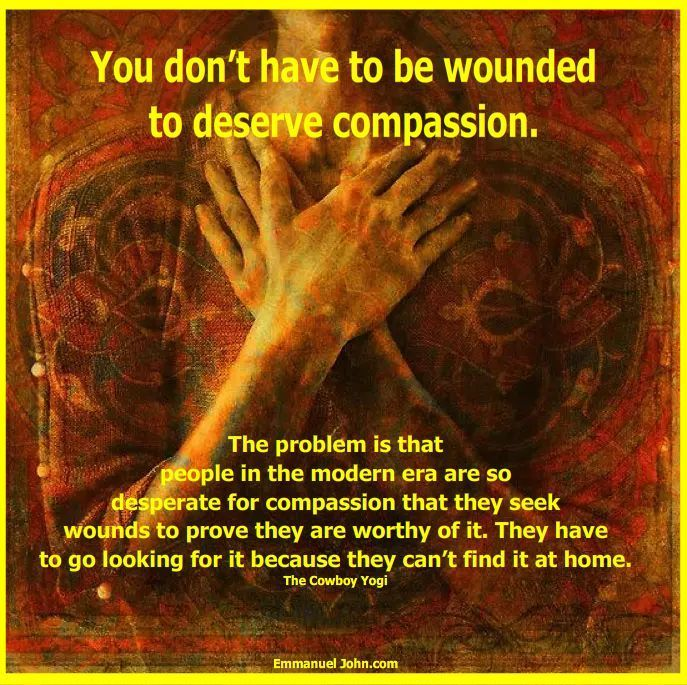 You don't have to be wounded
to deserve compassion.
The problem is that
people in the modern era are so
desperate for compassion that they seek
wounds to prove they are worthy of it. They have
to go looking for it because they can't find it at home.
The Cowboy Yogi
Emmanuel John.com